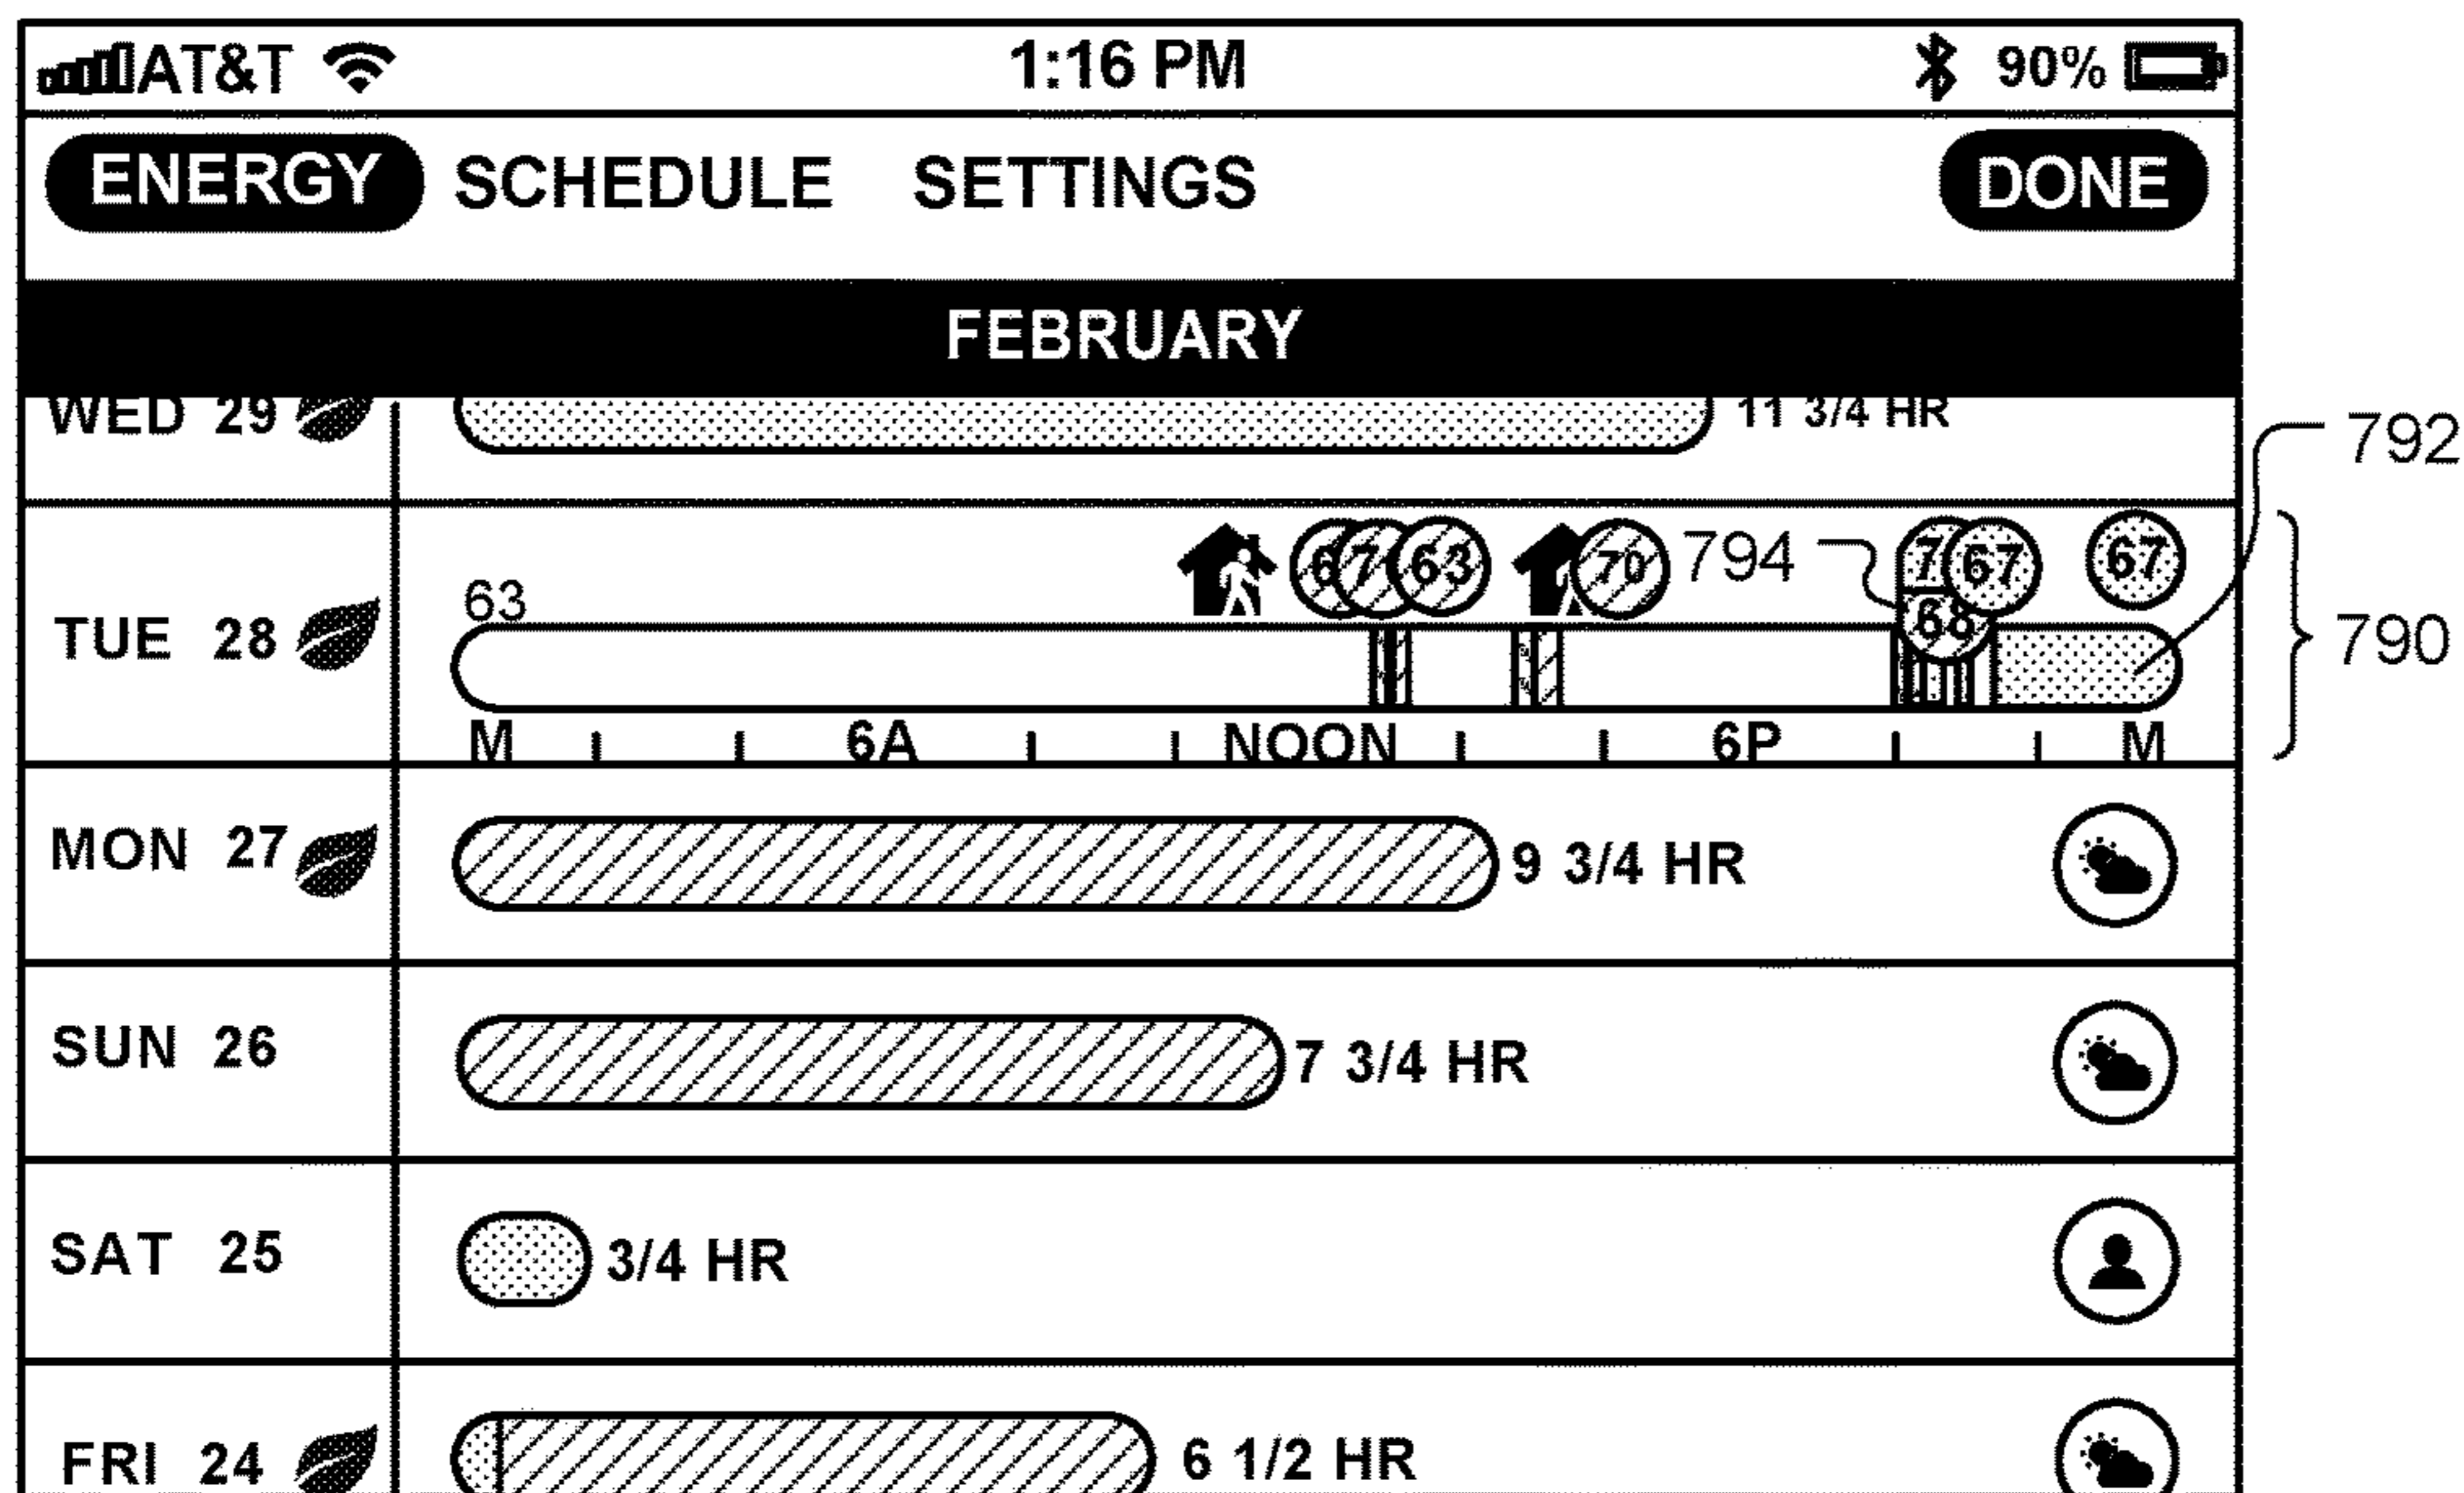 AT&T 1:16 PM 90%
ENERGY SCHEDULE SETTINGS DONE
FEBRUARY
WED 29 11 3/4 HR
792
63 70 794 67 67
63
68
TUE 28 790
M 6A NOON 6P M
MON 27 9 3/4 HR
SUN 26 7 3/4 HR
SAT 25 3/4 HR
FRI 24 6 1/2 HR